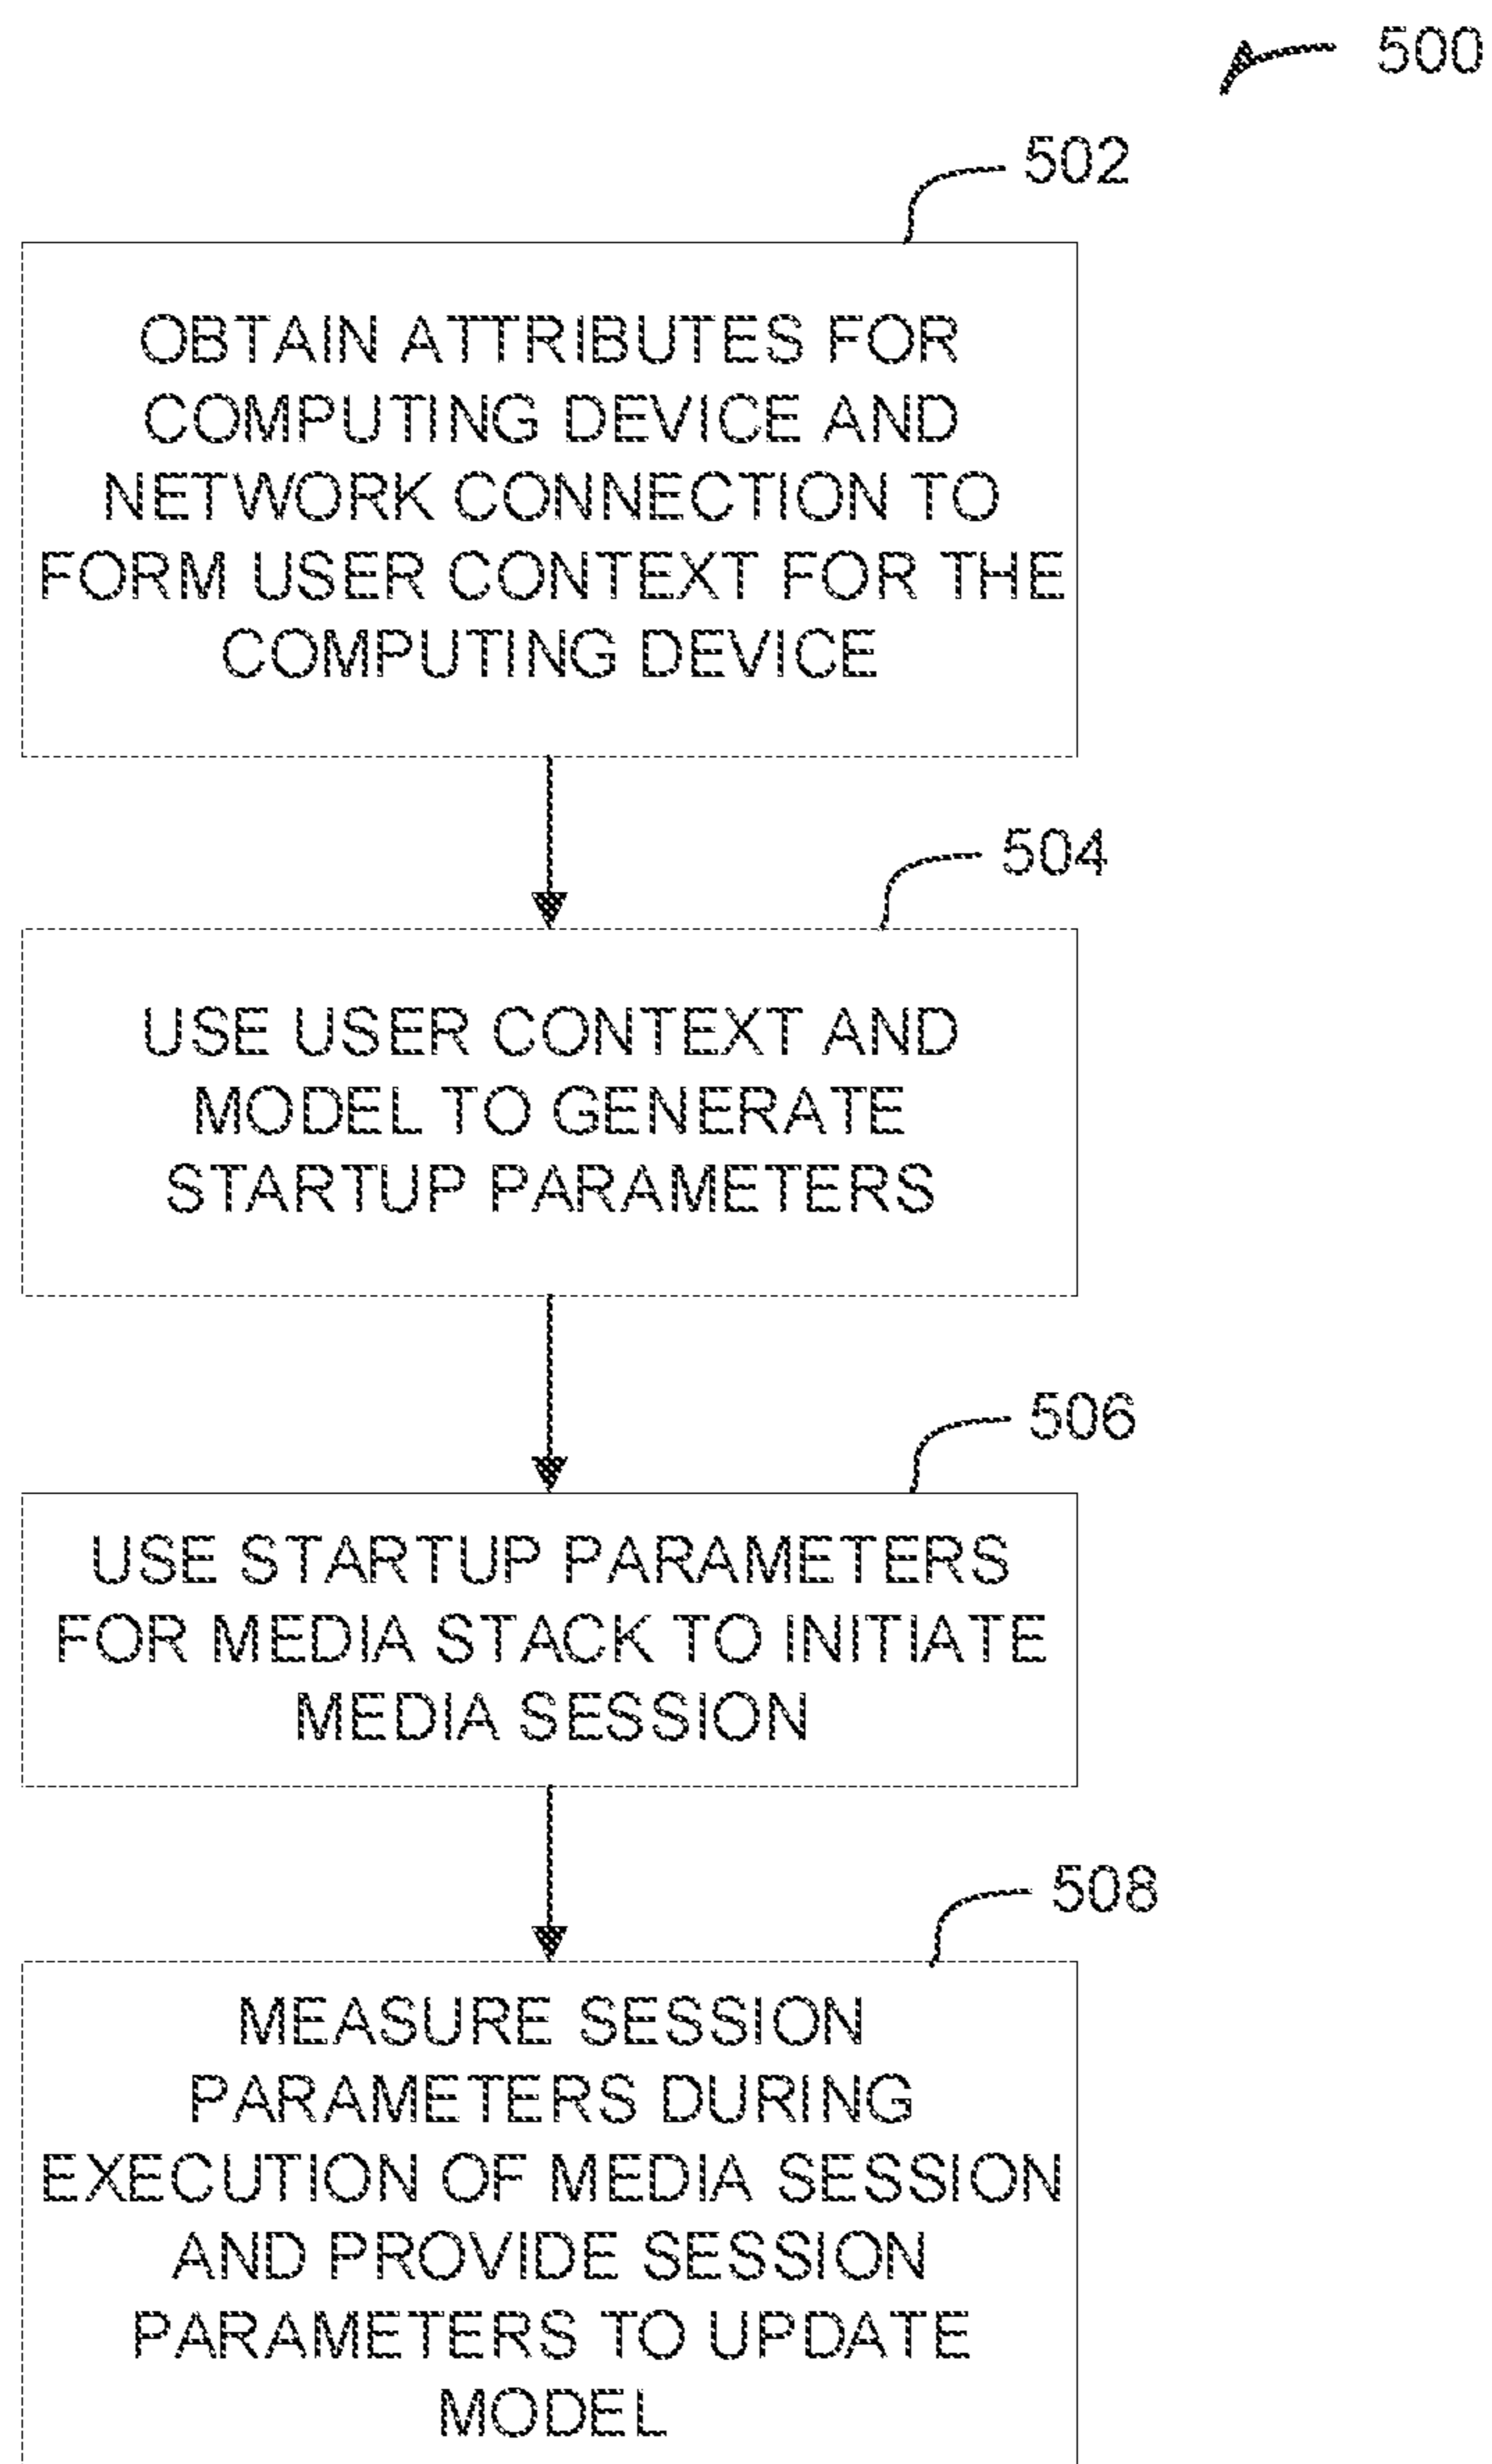 500
502
OBTAIN ATTRIBUTES FOR
COMPUTING DEVICE AND
NETWORK CONNECTION TO
FORM USER CONTEXT FOR THE
COMPUTING DEVICE
504
USE USER CONTEXT AND
MODEL TO GENERATE
STARTUP PARAMETERS
506
USE STARTUP PARAMETERS
FOR MEDIA STACK TO INITIATE
MEDIA SESSION
508
MEASURE SESSION
PARAMETERS DURING
EXECUTION OF MEDIA SESSION
AND PROVIDE SESSION
PARAMETERS TO UPDATE
MODEL